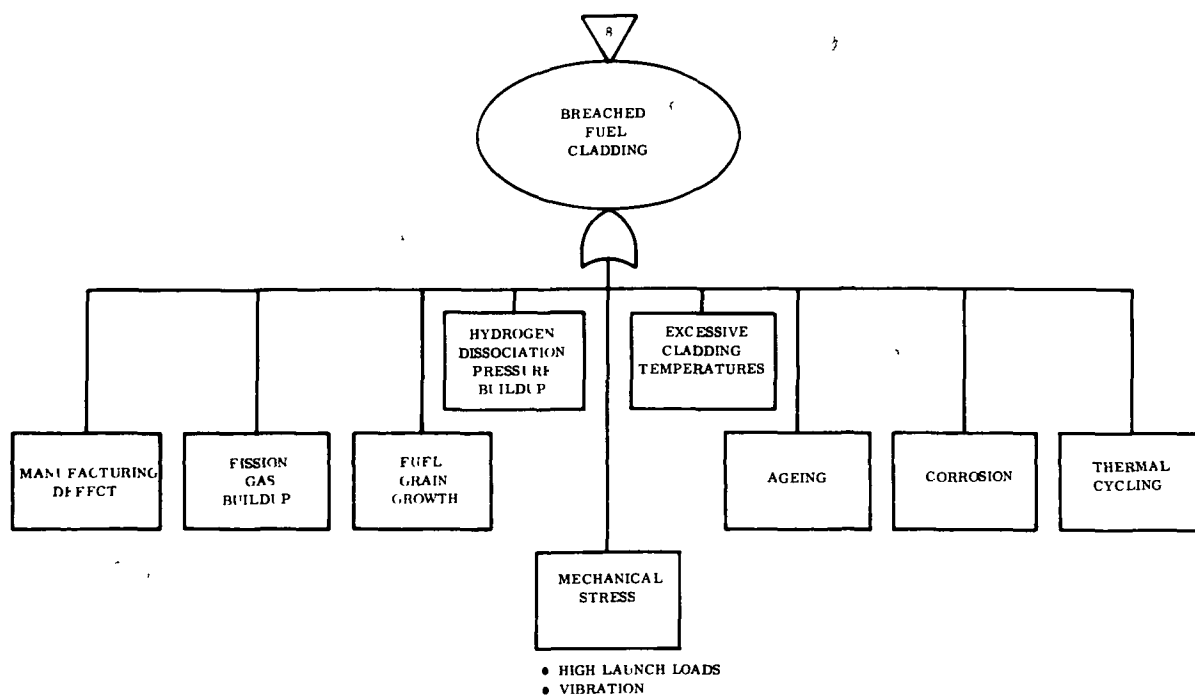 8
BREACHED
FUEL
CLADDING
HYDROGEN
DISSOCIATION
PRESSURE
BUILDUP
EXCESSIVE
CLADDING
TEMPERATURES
MANUFACTURING
DEFECT
FISSION
GAS
BUILDUP
FUEL
GRAIN
GROWTH
AGEING
CORROSION
THERMAL
CYCLING
MECHANICAL
STRESS
• HIGH LAUNCH LOADS
• VIBRATION